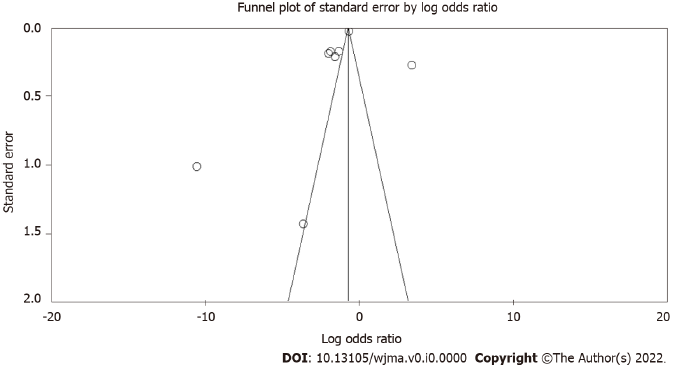 Funnel plot of standard error by log odds ratio
0.0
0.5
1.0
1.5
2.0
Standard error
-20
-10
0
10
20
Log odds ratio
DOI: 10.13105/wjma.v0.i0.0000 Copyright ©The Author(s) 2022.